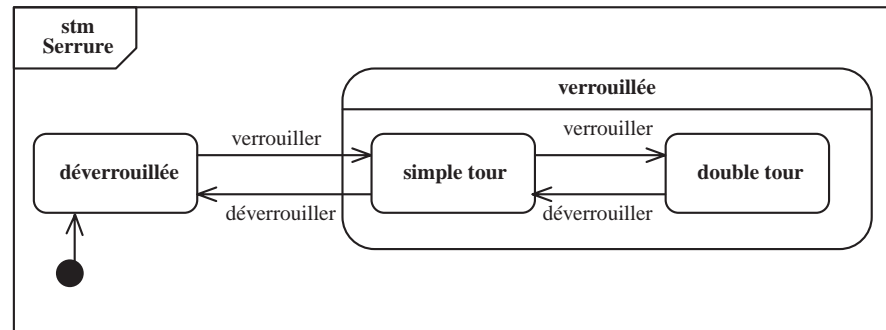 stm
Serrure
verrouillée
verrouiller
verrouiller
déverrouillée
simple tour
double tour
déverrouiller
déverrouiller